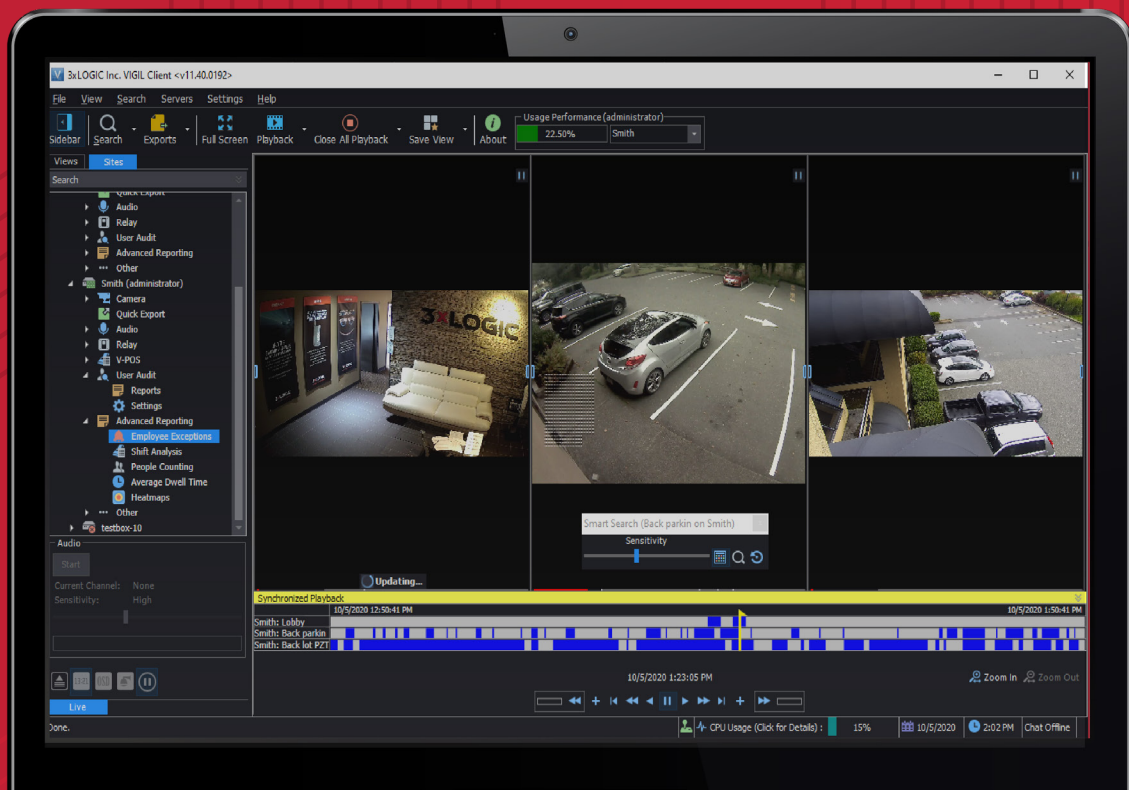 3xLOGIC Inc. VIGIL Client <v11.40.0192>
File View Search Servers Settings Help
Sidebar Search Exports Full Screen Playback Close All Playback Save View About
Usage Performance (administrator)
22.50% Smith
Views Sites
Search
Quick Export
Audio
Relay
User Audit
Advanced Reporting
Other
Smith (administrator)
Camera
Quick Export
Audio
Relay
V-POS
User Audit
Reports
Settings
Advanced Reporting
Employee Exceptions
Shift Analysis
People Counting
Average Dwell Time
Heatmaps
Other
testbox-10
3xLOGIC
Smart Search (Back parkin on Smith)
Sensitivity
Updating...
Audio
Start
Current Channel: None
Sensitivity: High
Live
Synchronized Playback
10/5/2020 12:50:41 PM 10/5/2020 1:50:41 PM
Smith: Lobby
Smith: Back parkin
Smith: Back lot PZT
10/5/2020 1:23:05 PM
Zoom In Zoom Out
Done.
CPU Usage (Click for Details) : 15% 10/5/2020 2:02 PM Chat Offline